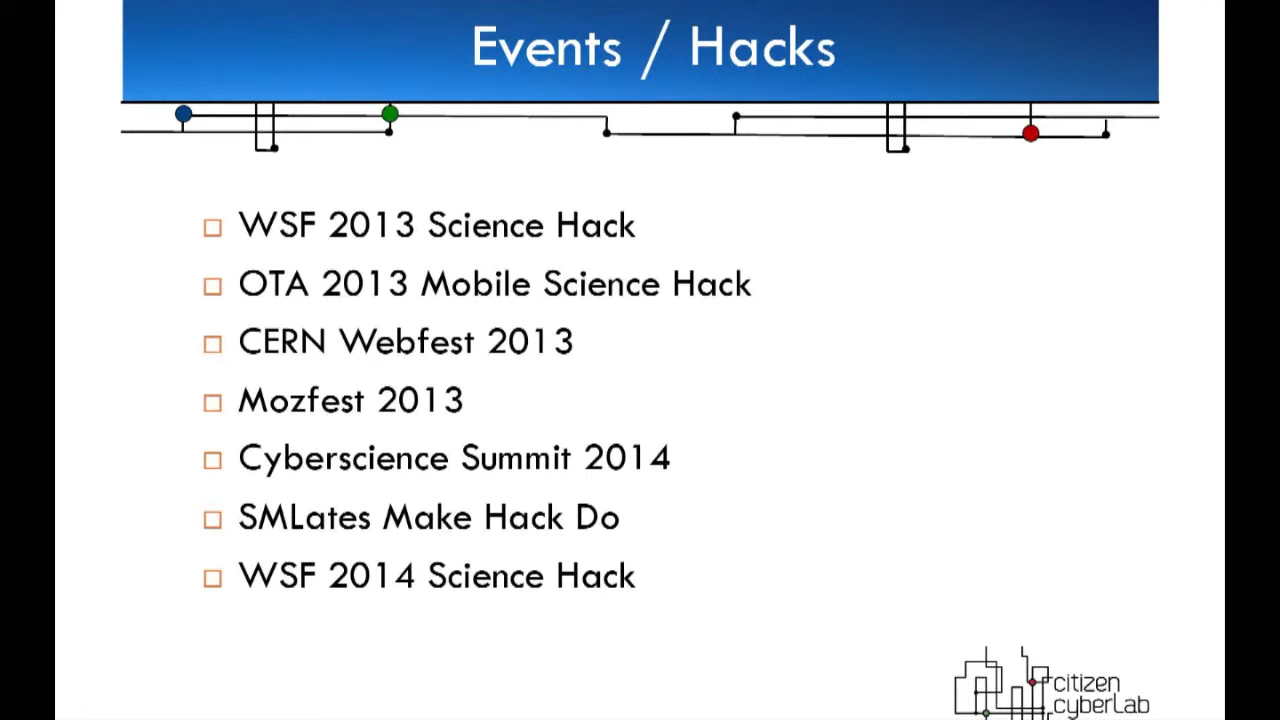 Events / Hacks
WSF 2013 Science Hack
OTA 2013 Mobile Science Hack
CERN Webfest 2013
Mozfest 2013
Cyberscience Summit 2014
SMLates Make Hack Do
WSF 2014 Science Hack
citizen
cyberLab